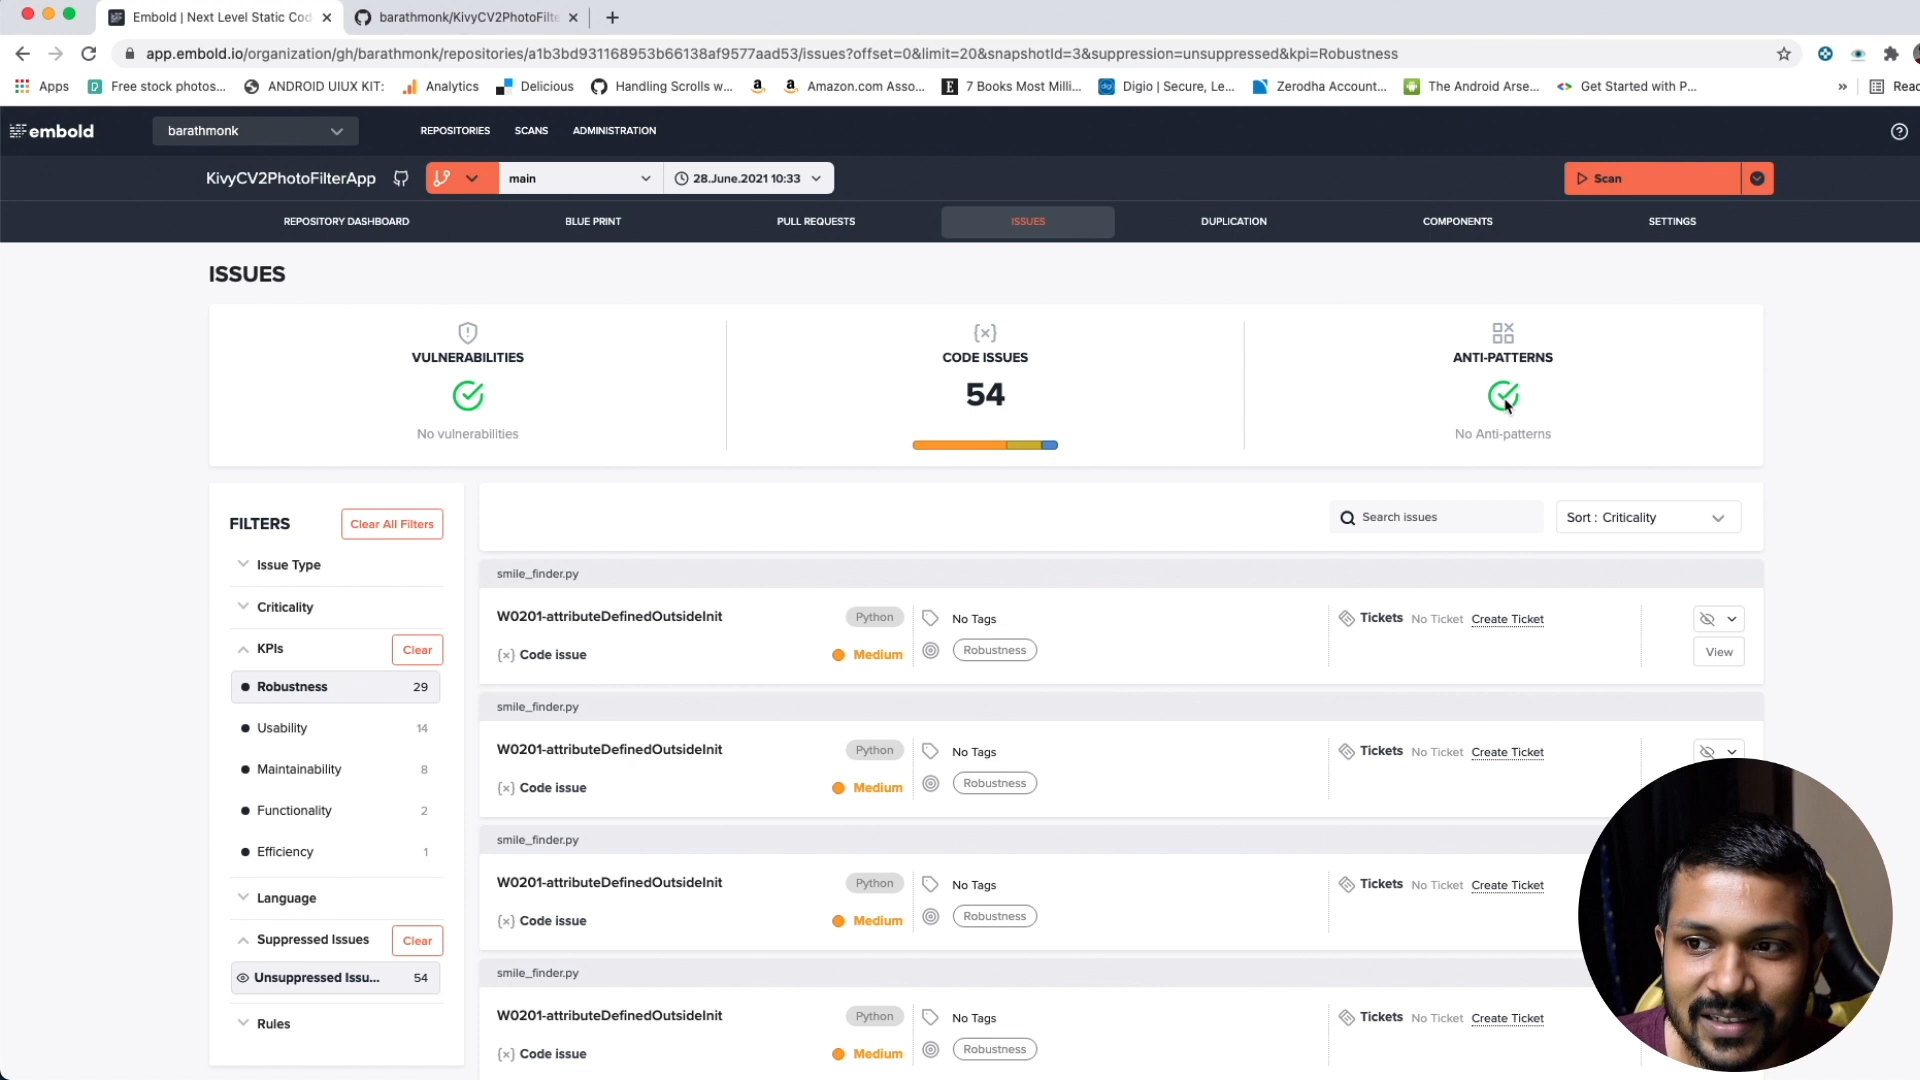 Embold | Next Level Static Cod
barathmonk/KivyCV2PhotoFilte
app.embold.io/organization/gh/barathmonk/repositories/a1b3bd931168953b66138af9577aad53/issues?offset=0&limit=20&snapshotId=3&suppression=unsuppressed&kpi=Robustness
Apps
Free stock photos...
ANDROID UIUX KIT:
Analytics
Delicious
Handling Scrolls w...
Amazon.com Asso...
7 Books Most Milli...
Digio | Secure, Le...
Zerodha Account...
The Android Arse...
Get Started with P...
»
Read
embold
barathmonk
REPOSITORIES
SCANS
ADMINISTRATION
KivyCV2PhotoFilterApp
main
28.June.2021 10:33
Scan
REPOSITORY DASHBOARD
BLUE PRINT
PULL REQUESTS
ISSUES
DUPLICATION
COMPONENTS
SETTINGS
ISSUES
VULNERABILITIES
No vulnerabilities
CODE ISSUES
54
ANTI-PATTERNS
No Anti-patterns
FILTERS
Clear All Filters
Issue Type
Criticality
KPIs
Clear
Robustness 29
Usability 14
Maintainability 8
Functionality 2
Efficiency 1
Language
Suppressed Issues
Clear
Unsuppressed Issu... 54
Rules
Search issues
Sort : Criticality
smile_finder.py
W0201-attributeDefinedOutsideInit Python No Tags Tickets No Ticket Create Ticket
{×} Code issue Medium Robustness View
smile_finder.py
W0201-attributeDefinedOutsideInit Python No Tags Tickets No Ticket Create Ticket
{×} Code issue Medium Robustness
smile_finder.py
W0201-attributeDefinedOutsideInit Python No Tags Tickets No Ticket Create Ticket
{×} Code issue Medium Robustness
smile_finder.py
W0201-attributeDefinedOutsideInit Python No Tags Tickets No Ticket Create Ticket
{×} Code issue Medium Robustness